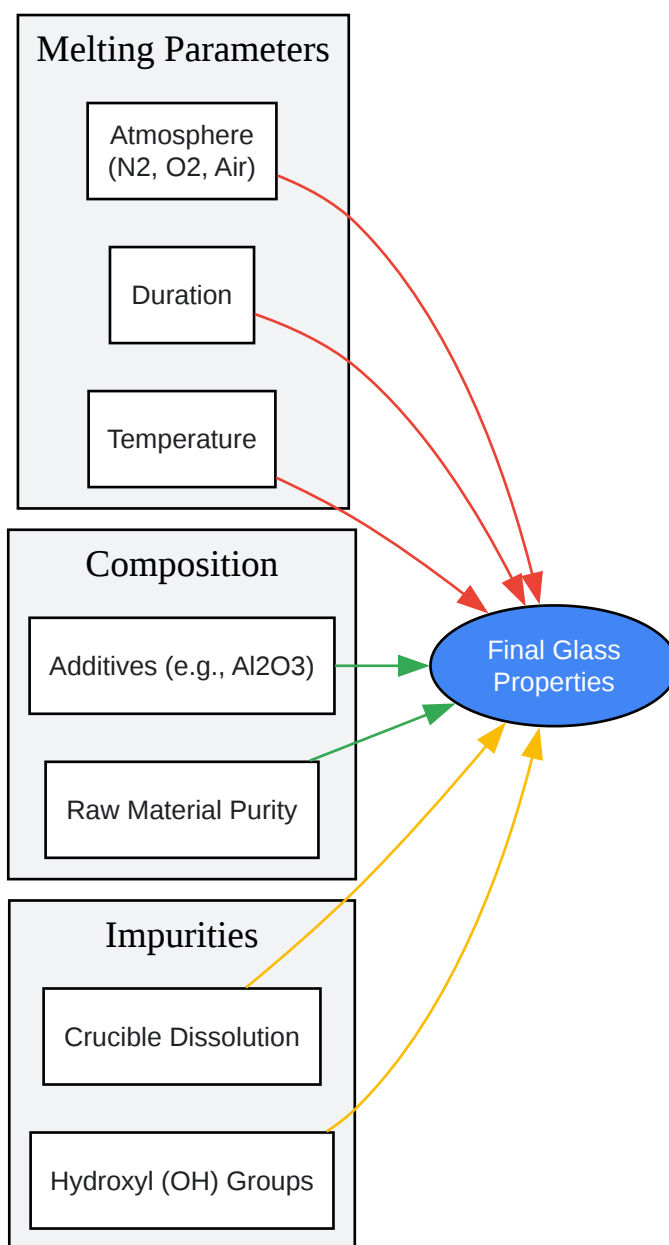 Melting Parameters
Atmosphere
(N2, O2, Air)
Duration
Temperature
Composition
Additives (e.g., Al2O3)
Raw Material Purity
Impurities
Crucible Dissolution
Hydroxyl (OH) Groups
Final Glass
Properties